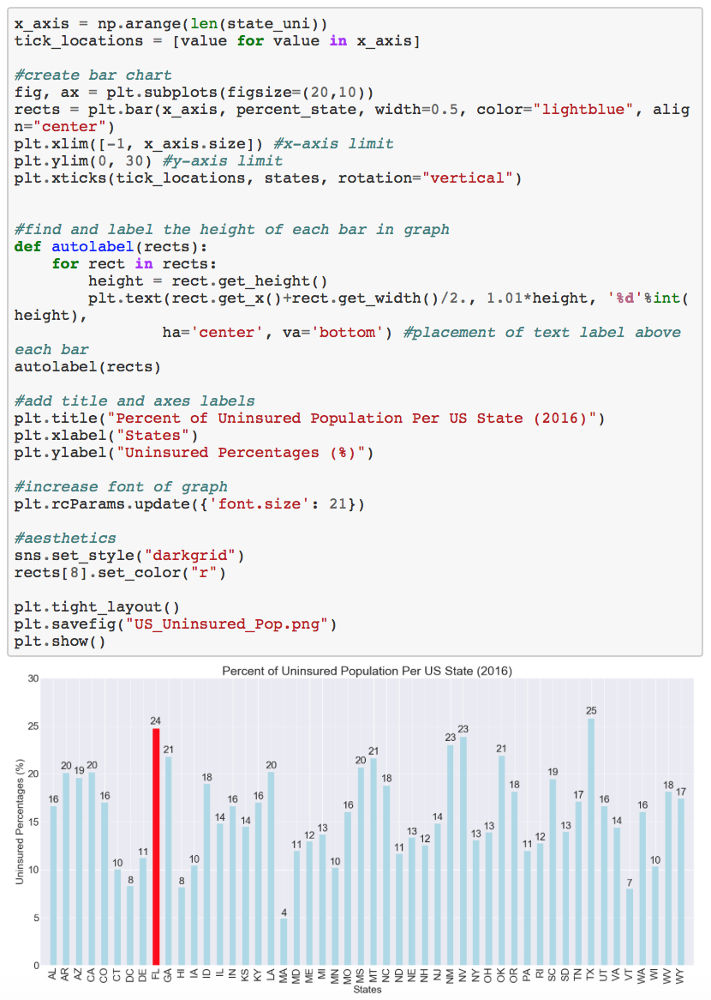 x_axis = np.arange(len(state_uni))
tick_locations = [value for value in x_axis]
#create bar chart
fig, ax = plt.subplots(figsize=(20,10))
rects = plt.bar(x_axis, percent_state, width=0.5, color="lightblue", alig
n="center")
plt.xlim([-1, x_axis.size]) #x-axis limit
plt.ylim(0, 30) #y-axis limit
plt.xticks(tick_locations, states, rotation="vertical")
#find and label the height of each bar in graph
def autolabel(rects):
    for rect in rects:
        height = rect.get_height()
        plt.text(rect.get_x()+rect.get_width()/2., 1.01*height, '%d'%int(
height),
                ha='center', va='bottom') #placement of text label above
each bar
autolabel(rects)
#add title and axes labels
plt.title("Percent of Uninsured Population Per US State (2016)")
plt.xlabel("States")
plt.ylabel("Uninsured Percentages (%)")
#increase font of graph
plt.rcParams.update({'font.size': 21})
#aesthetics
sns.set_style("darkgrid")
rects[8].set_color("r")
plt.tight_layout()
plt.savefig("US_Uninsured_Pop.png")
plt.show()
Percent of Uninsured Population Per US State (2016)
Uninsured Percentages (%)
30
25
20
15
10
5
0
16 20 19 20 16 10 8 11 24 21 8 10 18 14 16 14 16 20 4 11 12 13 10 16 20 21 18 11 13 12 14 23 23 13 13 21 18 11 12 19 13 17 25 16 14 7 16 10 18 17
AL AR AZ CA CO CT DC DE FL GA HI IA ID IL IN KS KY LA MA MD ME MI MN MO MS MT NC ND NE NH NJ NM NV NY OH OK OR PA RI SC SD TN TX UT VA VT WA WI WV WY
States